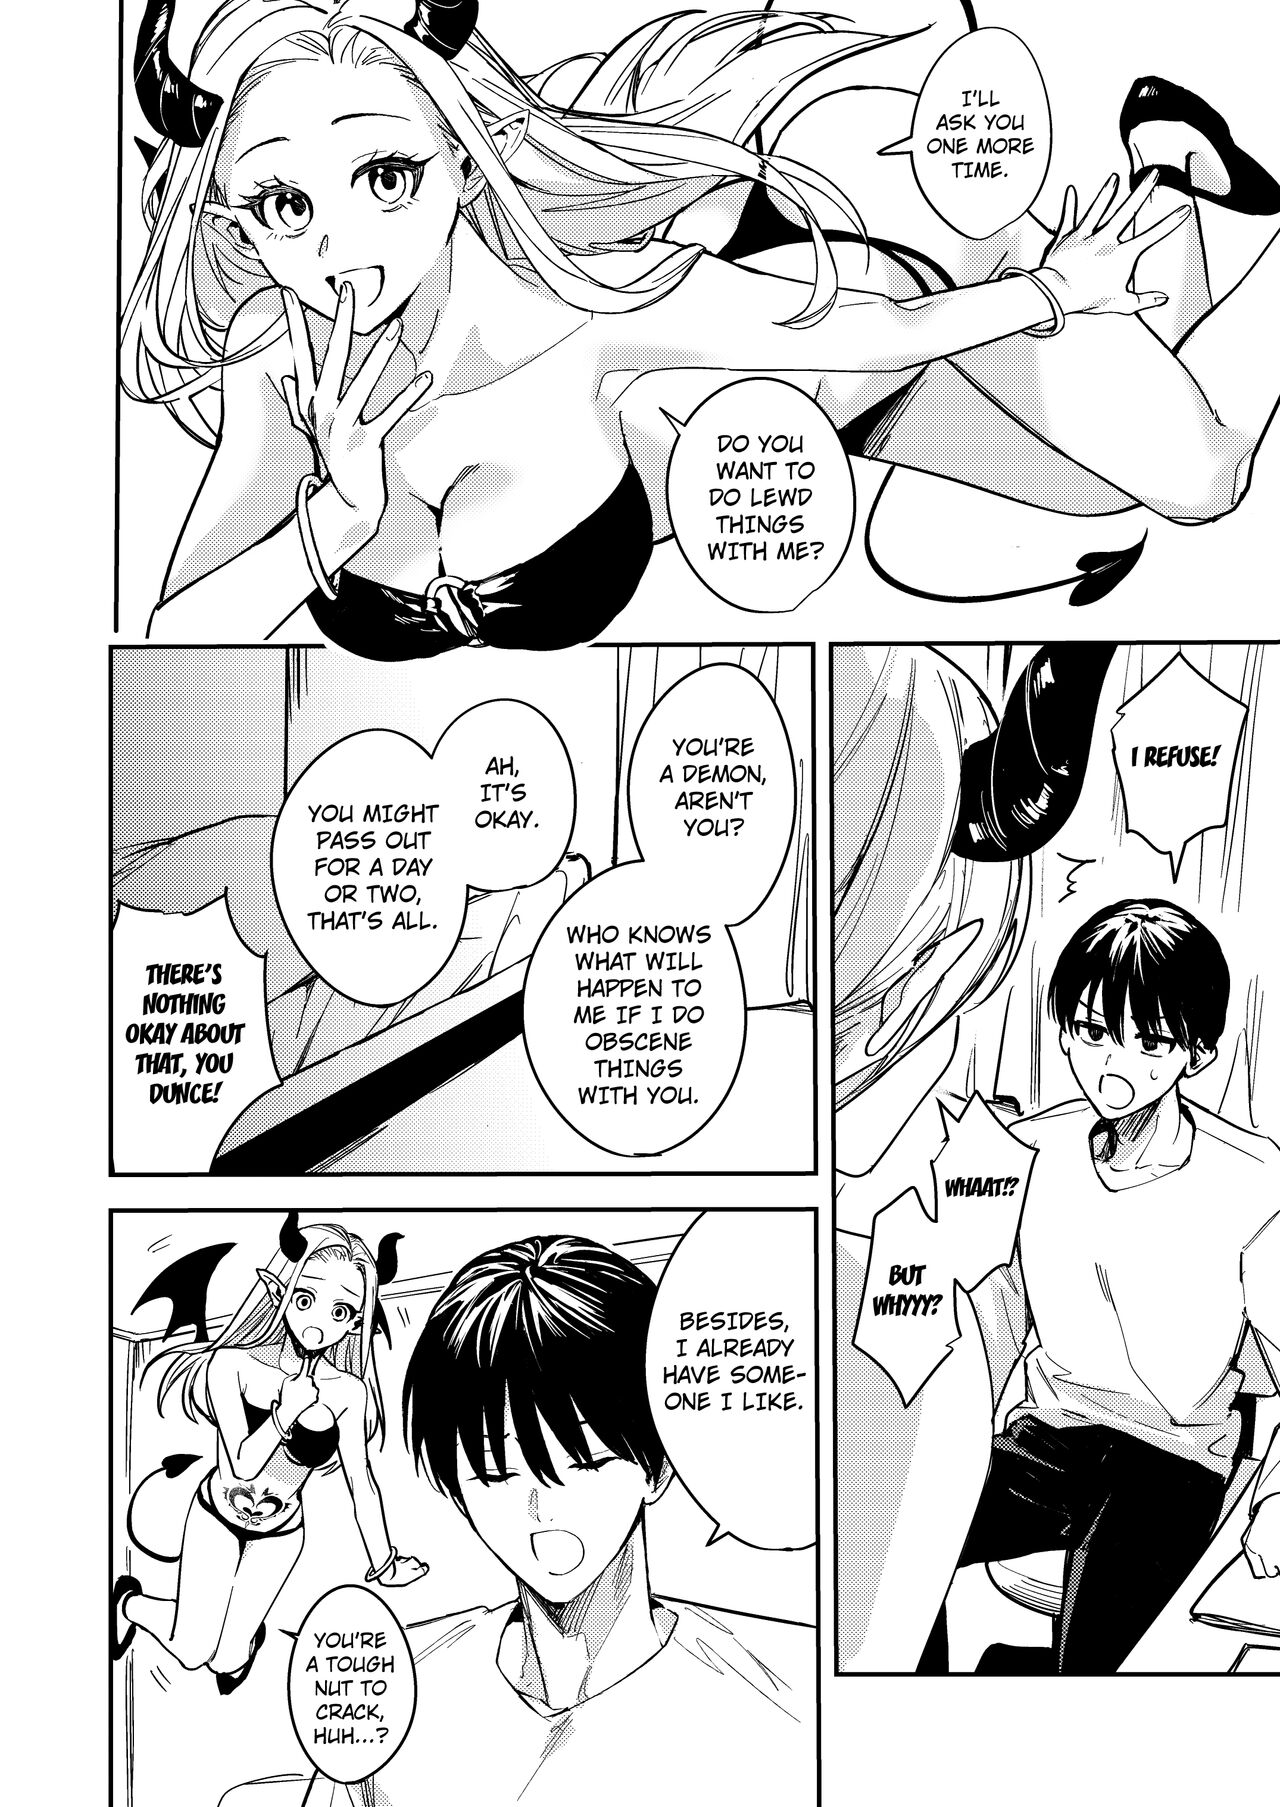 I'LL
ASK YOU
ONE MORE
TIME.
DO YOU
WANT TO
DO LEWD
THINGS
WITH ME?
I REFUSE!
WHAAT!?
BUT
WHYYY?
YOU'RE
A DEMON,
AREN'T
YOU?
WHO KNOWS
WHAT WILL
HAPPEN TO
ME IF I DO
OBSCENE
THINGS
WITH YOU.
AH,
IT'S
OKAY.
YOU MIGHT
PASS OUT
FOR A DAY
OR TWO,
THAT'S ALL.
THERE'S
NOTHING
OKAY ABOUT
THAT, YOU
DUNCE!
BESIDES,
I ALREADY
HAVE SOME-
ONE I LIKE.
YOU'RE
A TOUGH
NUT TO
CRACK,
HUH...?